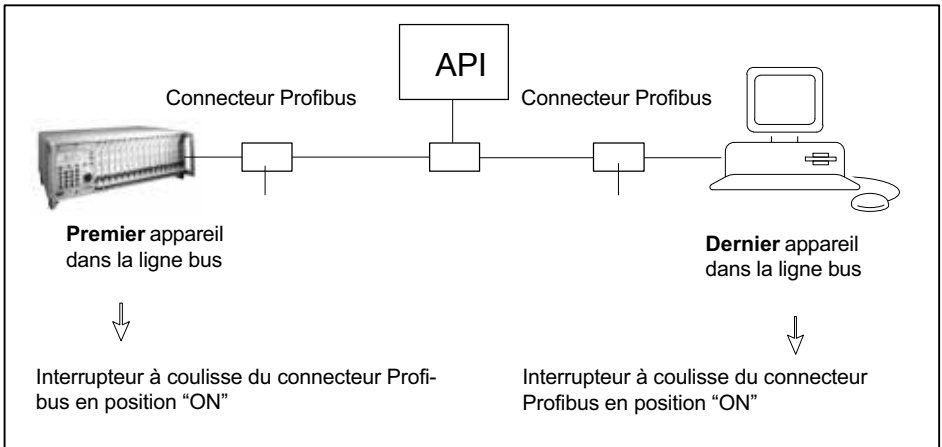 API
Connecteur Profibus
Connecteur Profibus
Premier appareil
dans la ligne bus
Dernier appareil
dans la ligne bus
Interrupteur à coulisse du connecteur Profi-
bus en position “ON”
Interrupteur à coulisse du connecteur
Profibus en position “ON”